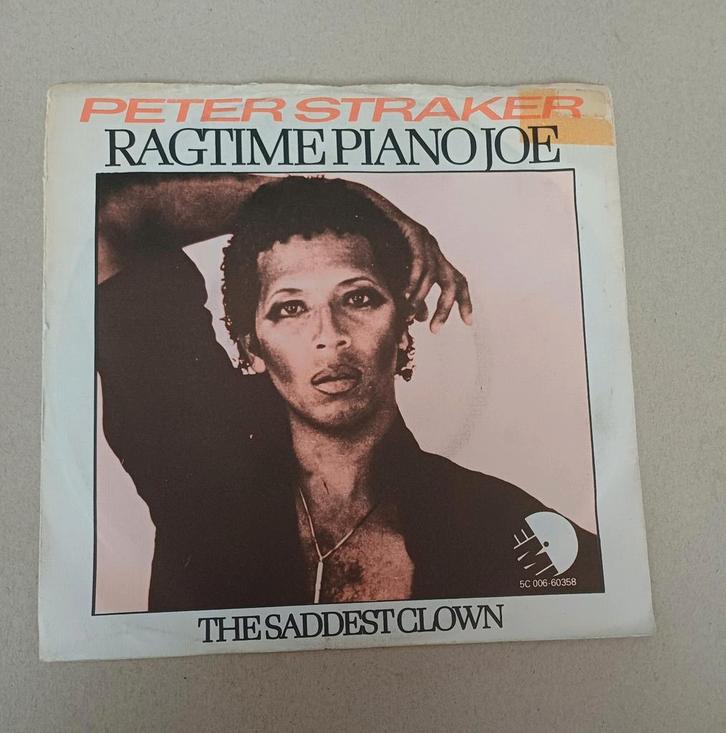 PETER STRAKER
RAGTIME PIANO JOE
EMI
5C 006-60358
THE SADDEST CLOWN